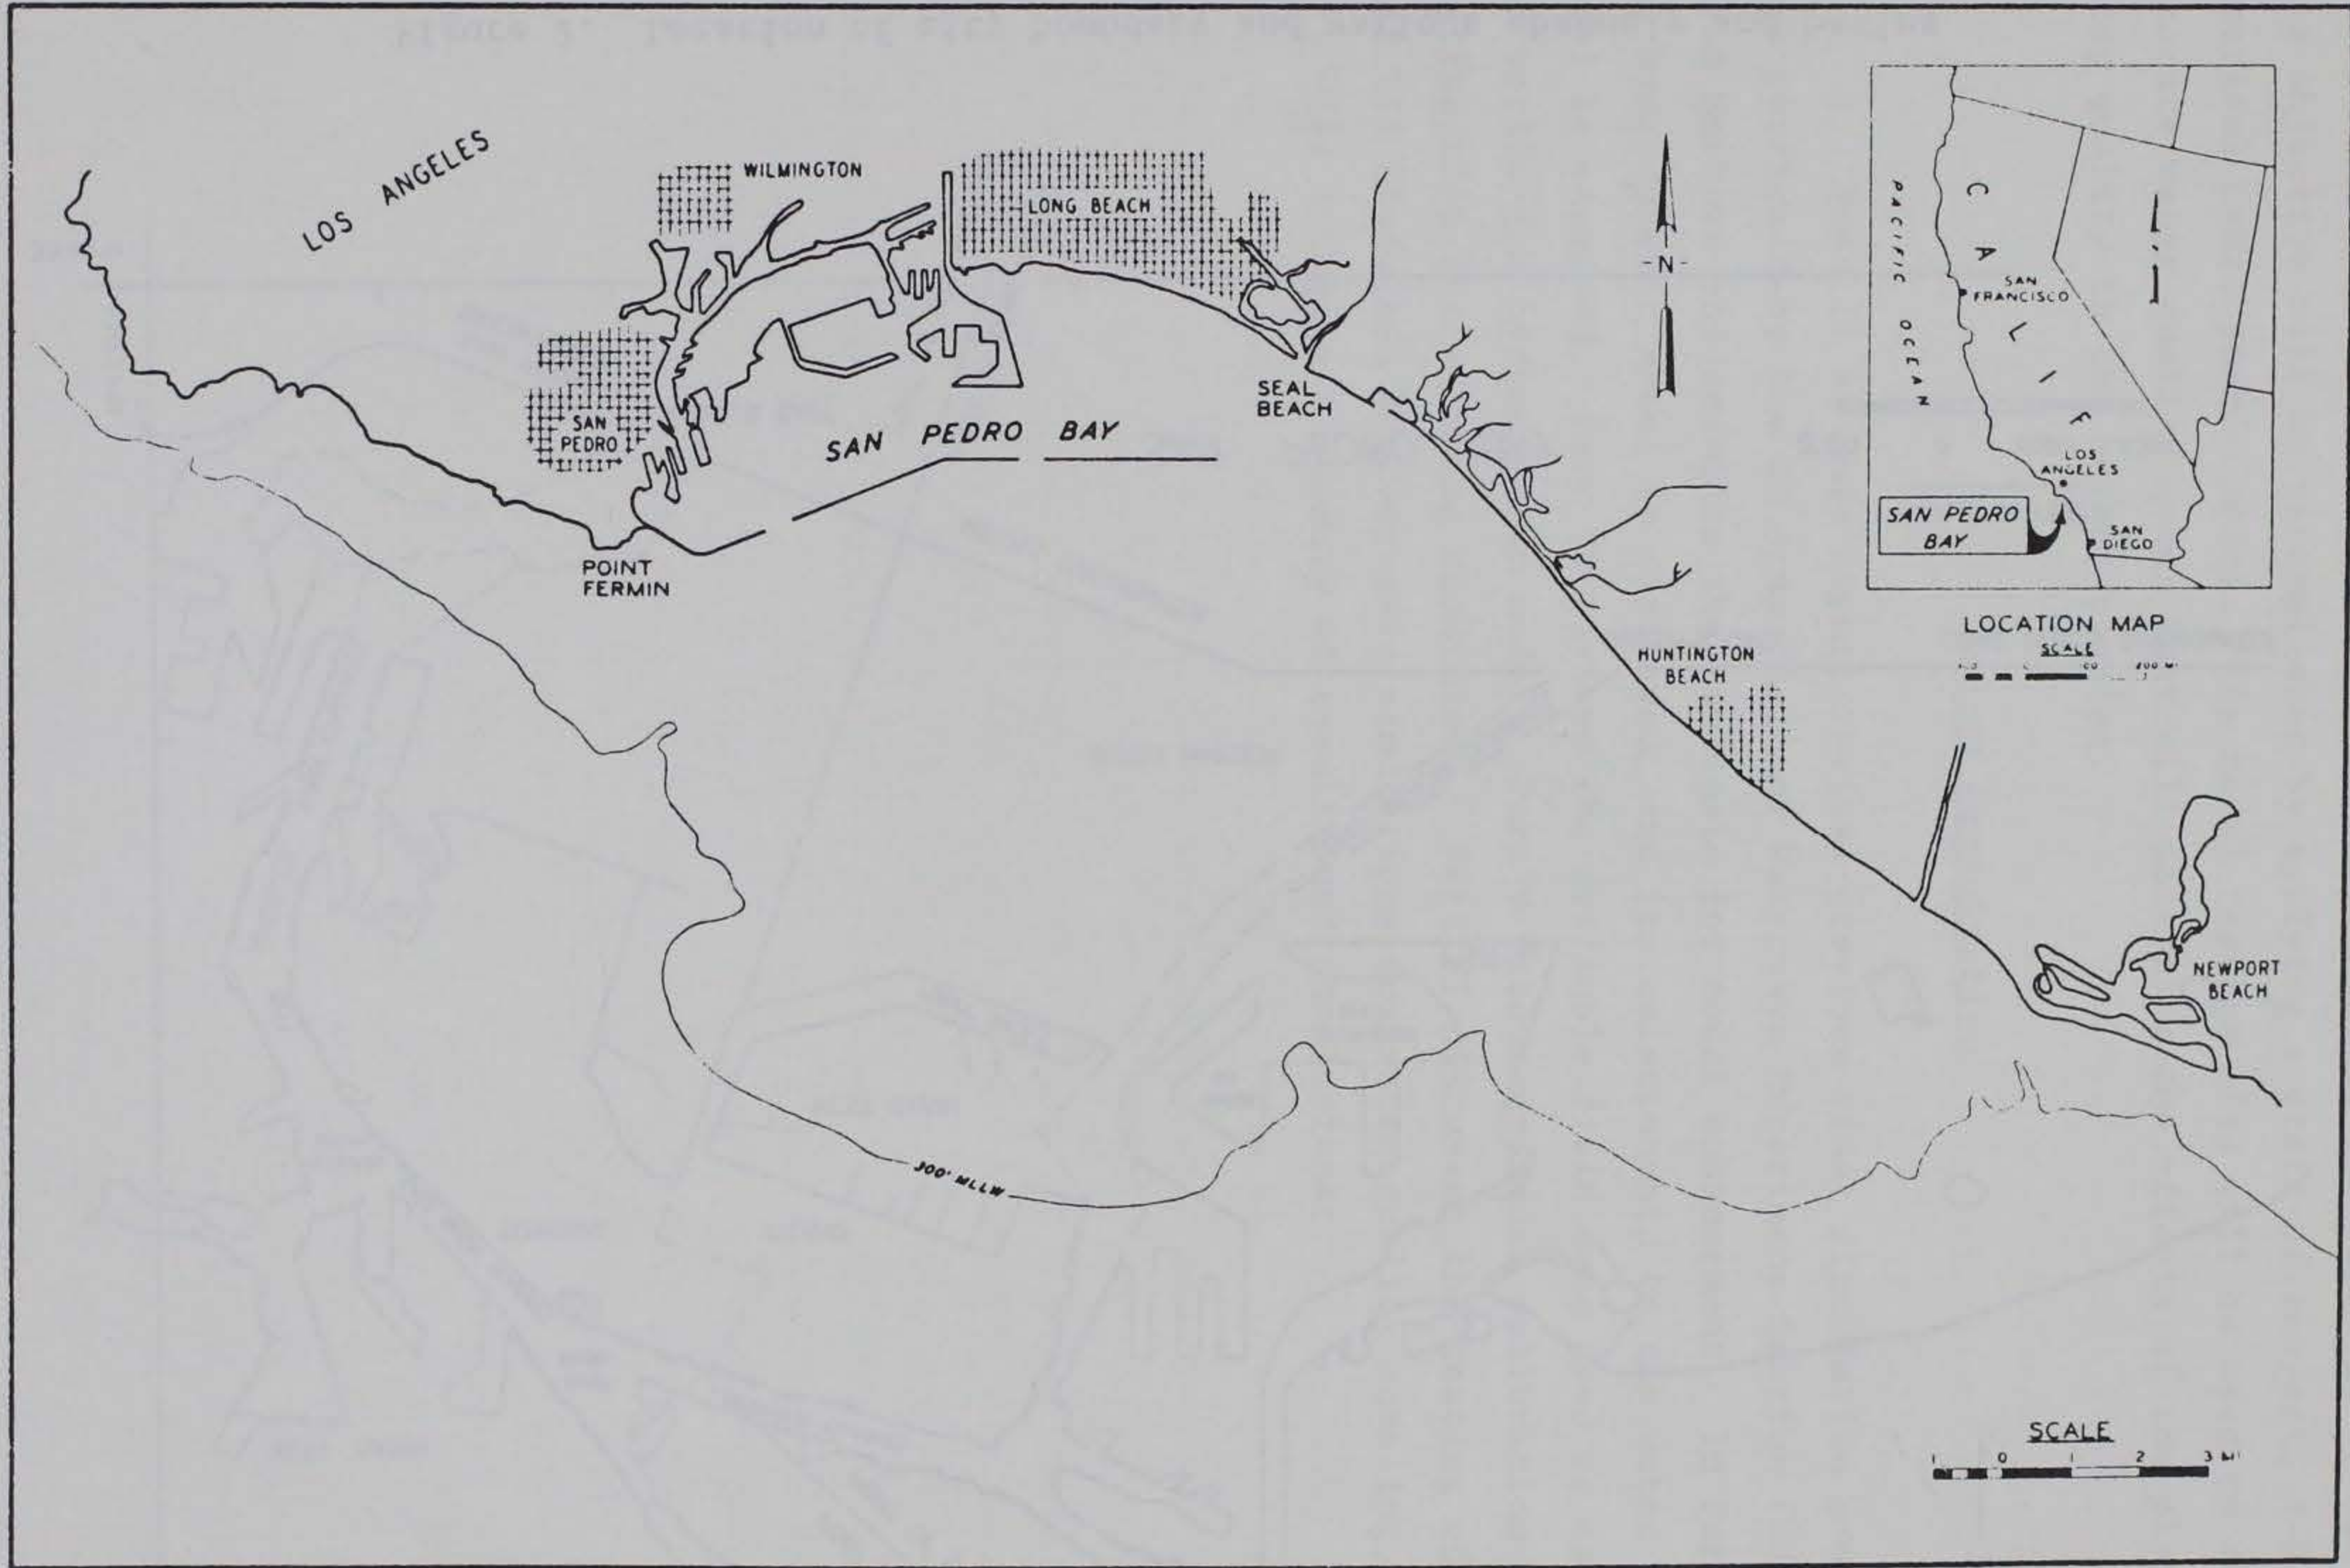 LOS ANGELES
WILMINGTON
LONG BEACH
SAN
PEDRO
SAN PEDRO BAY
SEAL
BEACH
POINT
FERMIN
HUNTINGTON
BEACH
NEWPORT
BEACH
300' MLLW
-N-
PACIFIC OCEAN
CALIF
SAN
FRANCISCO
LOS
ANGELES
SAN
DIEGO
SAN PEDRO
BAY
LOCATION MAP
SCALE
SCALE
1 0 1 2 3 MI